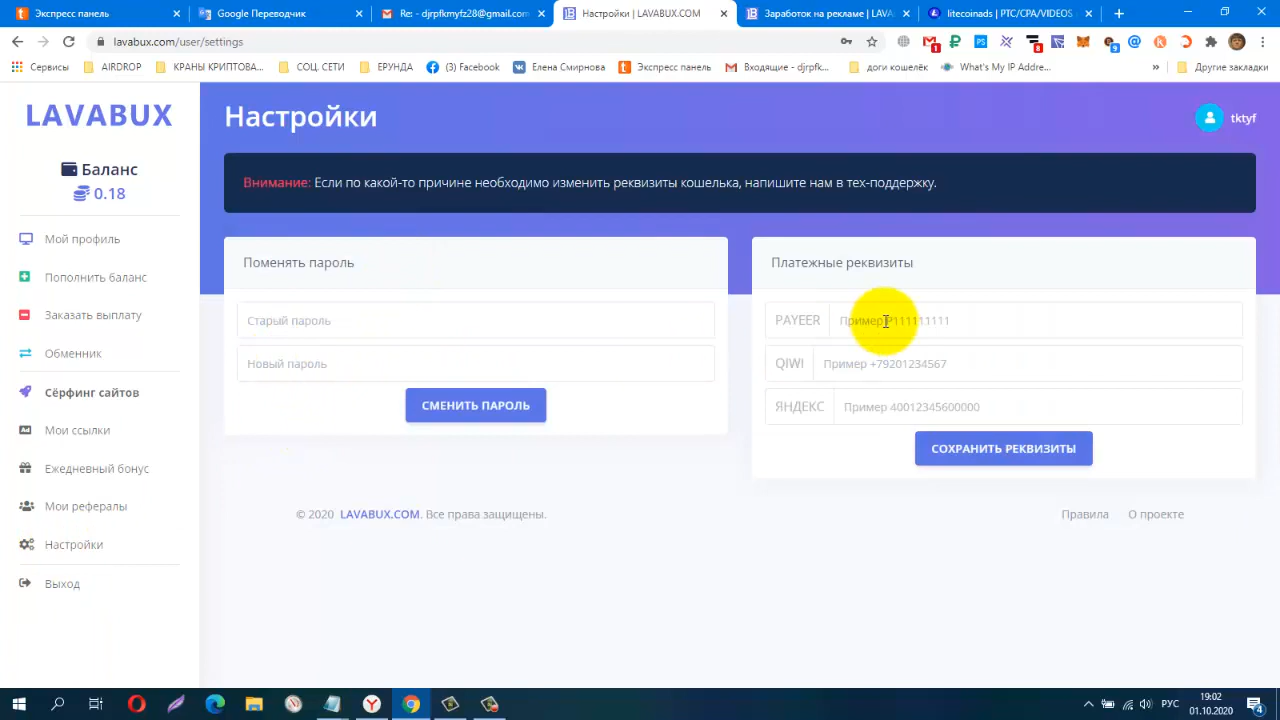 Экспресс панель
Google Переводчик
Re: - djrpfkmyfz28@gmail.com
Настройки | LAVABUX.COM
Заработок на рекламе | LAVA
litecoinads | PTC/CPA/VIDEOS
lavabux.com/user/settings
Сервисы
AIRDROP
КРАНЫ КРИПТОВА...
СОЦ. СЕТИ
ЕРУНДА
(3) Facebook
Елена Смирнова
Экспресс панель
Входящие - djrpfk...
доги кошелёк
What's My IP Addre...
Другие закладки
LAVABUX
Баланс
0.18
Мой профиль
Пополнить баланс
Заказать выплату
Обменник
Сёрфинг сайтов
Мои ссылки
Ежедневный бонус
Мои рефералы
Настройки
Выход
Настройки
tktyf
Внимание: Если по какой-то причине необходимо изменить реквизиты кошелька, напишите нам в тех-поддержку.
Поменять пароль
Старый пароль
Новый пароль
СМЕНИТЬ ПАРОЛЬ
Платежные реквизиты
PAYEER Пример P111111111
QIWI Пример +79201234567
ЯНДЕКС Пример 40012345600000
СОХРАНИТЬ РЕКВИЗИТЫ
© 2020 LAVABUX.COM. Все права защищены.
Правила О проекте
РУС
19:02
01.10.2020